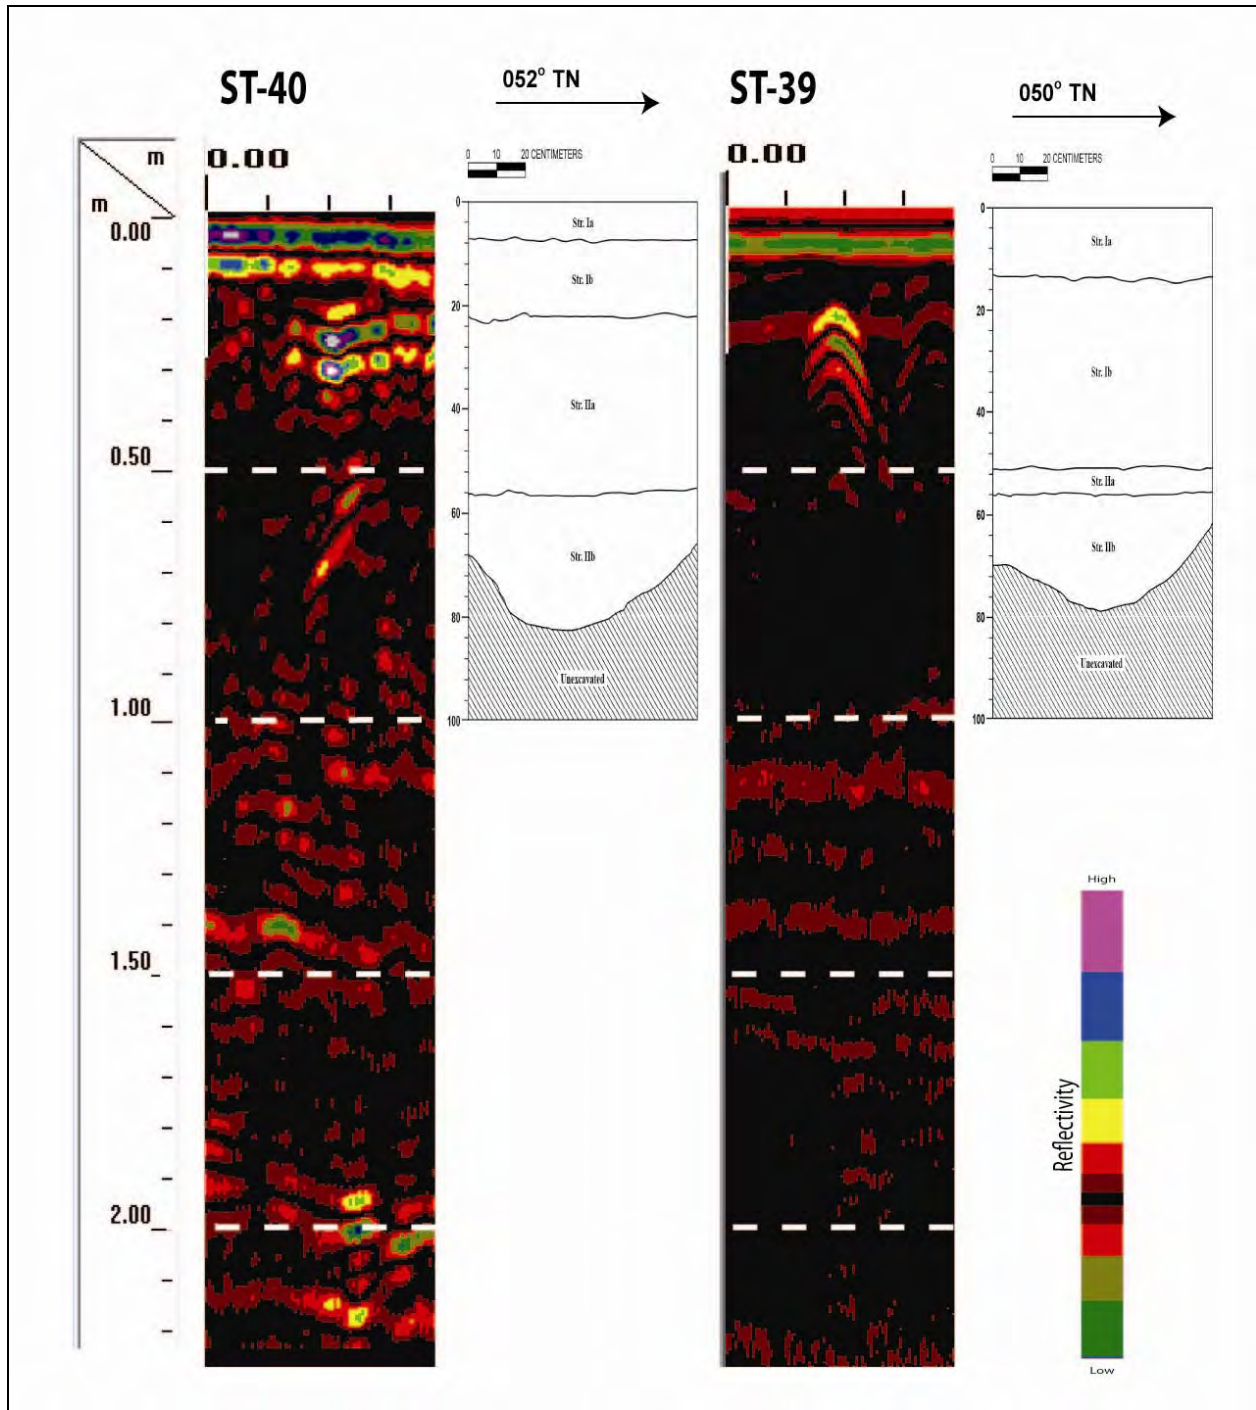 ST-40
052° TN
ST-39
050° TN
m
m
0.00
0 10 20 CENTIMETERS
0.00
0 10 20 CENTIMETERS
0.00
0.50
1.00
1.50
2.00
0
20
40
60
80
100
Str. Ia
Str. Ib
Str. IIa
Str. IIb
Unexcavated
0
20
40
60
80
100
Str. Ia
Str. Ib
Str. IIa
Str. IIb
Unexcavated
High
Reflectivity
Low